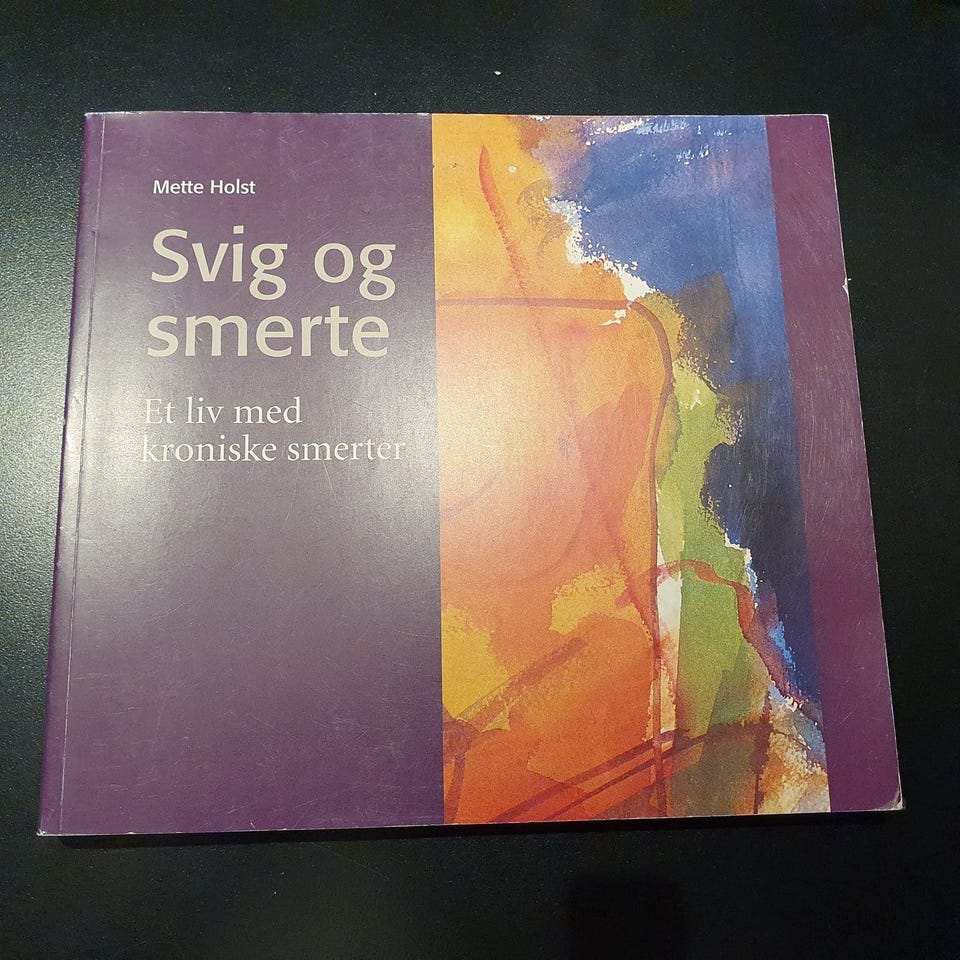 Mette Holst
Svig og
smerte
Et liv med
kroniske smerter